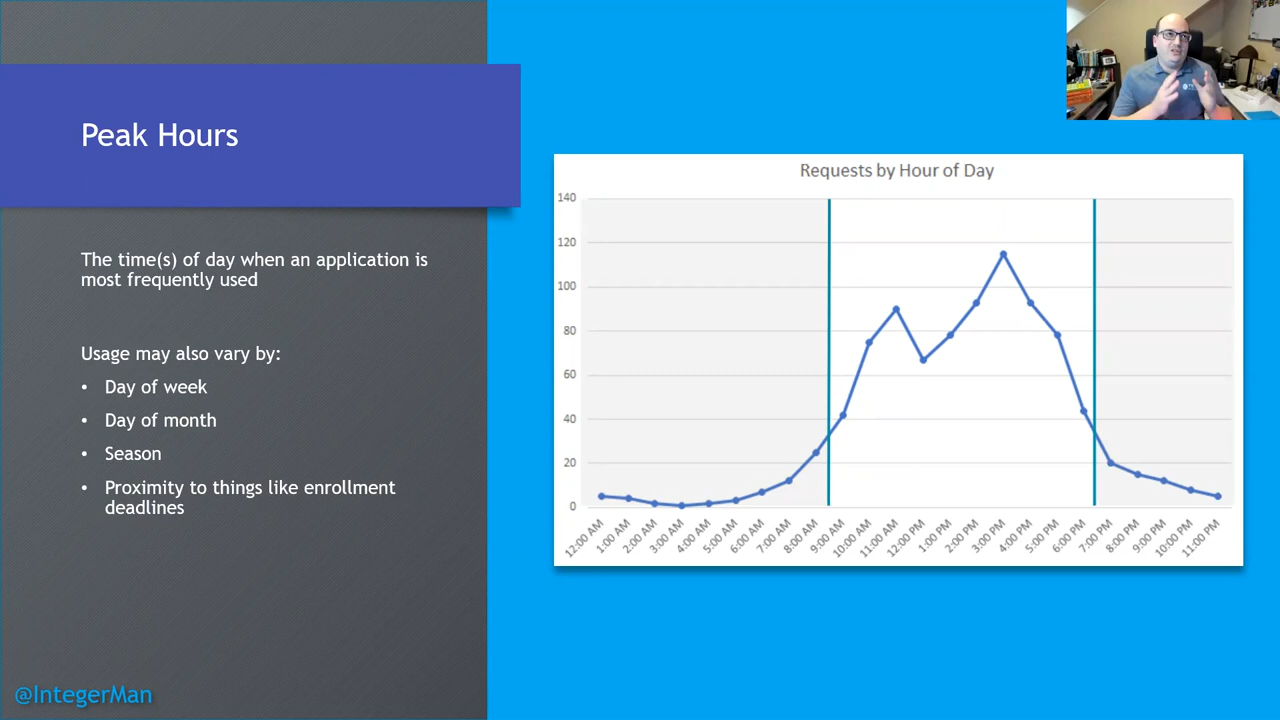 Peak Hours
The time(s) of day when an application is
most frequently used
Usage may also vary by:
• Day of week
• Day of month
• Season
• Proximity to things like enrollment
deadlines
@IntegerMan
Requests by Hour of Day
140
120
100
80
60
40
20
0
12:00 AM
1:00 AM
2:00 AM
3:00 AM
4:00 AM
5:00 AM
6:00 AM
7:00 AM
8:00 AM
9:00 AM
10:00 AM
11:00 AM
12:00 PM
1:00 PM
2:00 PM
3:00 PM
4:00 PM
5:00 PM
6:00 PM
7:00 PM
8:00 PM
9:00 PM
10:00 PM
11:00 PM